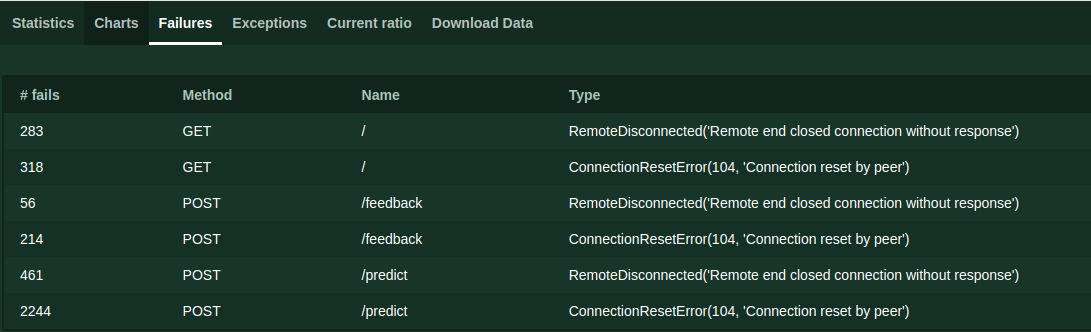 Statistics Charts Failures Exceptions Current ratio Download Data
# fails Method Name Type
283 GET / RemoteDisconnected('Remote end closed connection without response')
318 GET / ConnectionResetError(104, 'Connection reset by peer')
56 POST /feedback RemoteDisconnected('Remote end closed connection without response')
214 POST /feedback ConnectionResetError(104, 'Connection reset by peer')
461 POST /predict RemoteDisconnected('Remote end closed connection without response')
2244 POST /predict ConnectionResetError(104, 'Connection reset by peer')